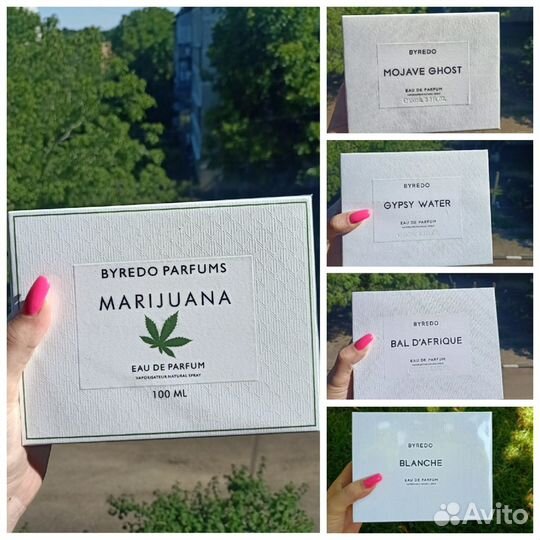 BYREDO PARFUMS
MARIJUANA
EAU DE PARFUM
VAPORISATEUR NATURAL SPRAY
100 ML
BYREDO
MOJAVE GHOST
EAU DE PARFUM
BYREDO
GYPSY WATER
EAU DE PARFUM
BYREDO
BAL D'AFRIQUE
EAU DE PARFUM
BYREDO
BLANCHE
EAU DE PARFUM
Avito